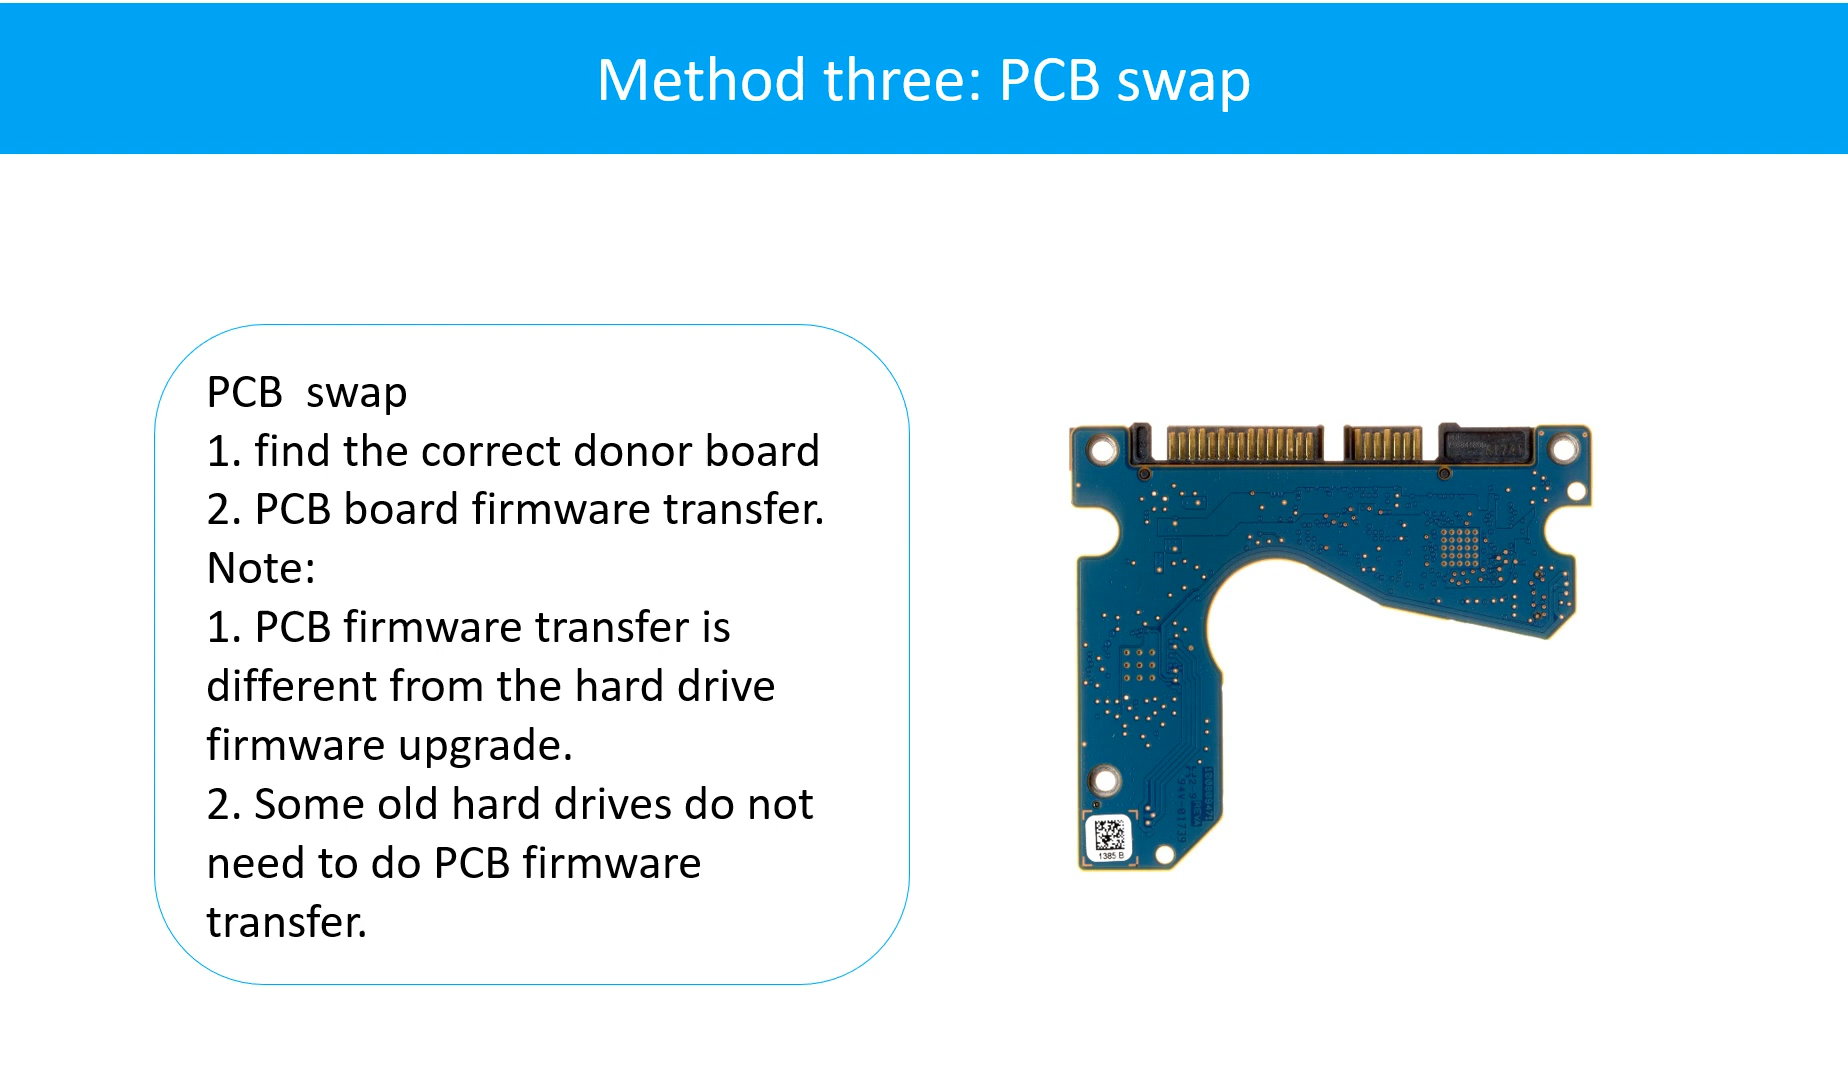 Method three: PCB swap
PCB  swap
1. find the correct donor board
2. PCB board firmware transfer.
Note:
1. PCB firmware transfer is
different from the hard drive
firmware upgrade.
2. Some old hard drives do not
need to do PCB firmware
transfer.
1385 B